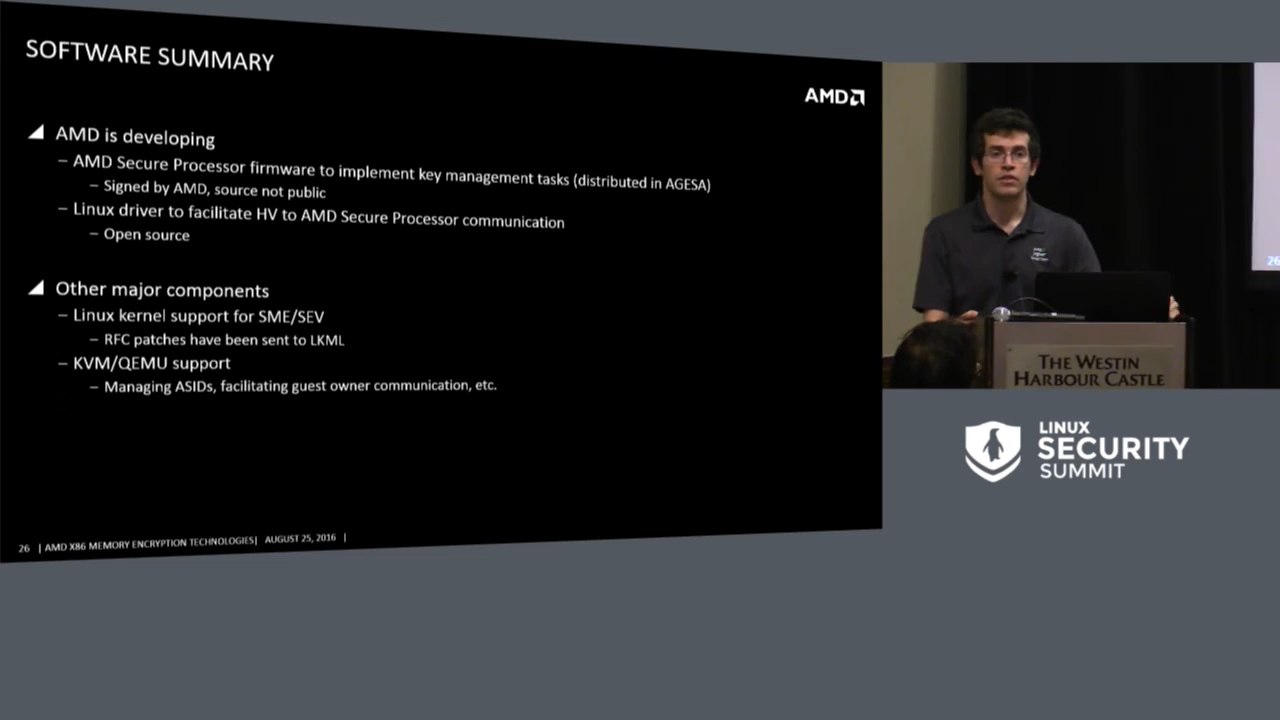 SOFTWARE SUMMARY
AMD
AMD is developing
– AMD Secure Processor firmware to implement key management tasks (distributed in AGESA)
– Signed by AMD, source not public
– Linux driver to facilitate HV to AMD Secure Processor communication
– Open source
Other major components
– Linux kernel support for SME/SEV
– RFC patches have been sent to LKML
– KVM/QEMU support
– Managing ASIDs, facilitating guest owner communication, etc.
26 | AMD X86 MEMORY ENCRYPTION TECHNOLOGIES| AUGUST 25, 2016 |
26
THE WESTIN
HARBOUR CASTLE
LINUX
SECURITY
SUMMIT